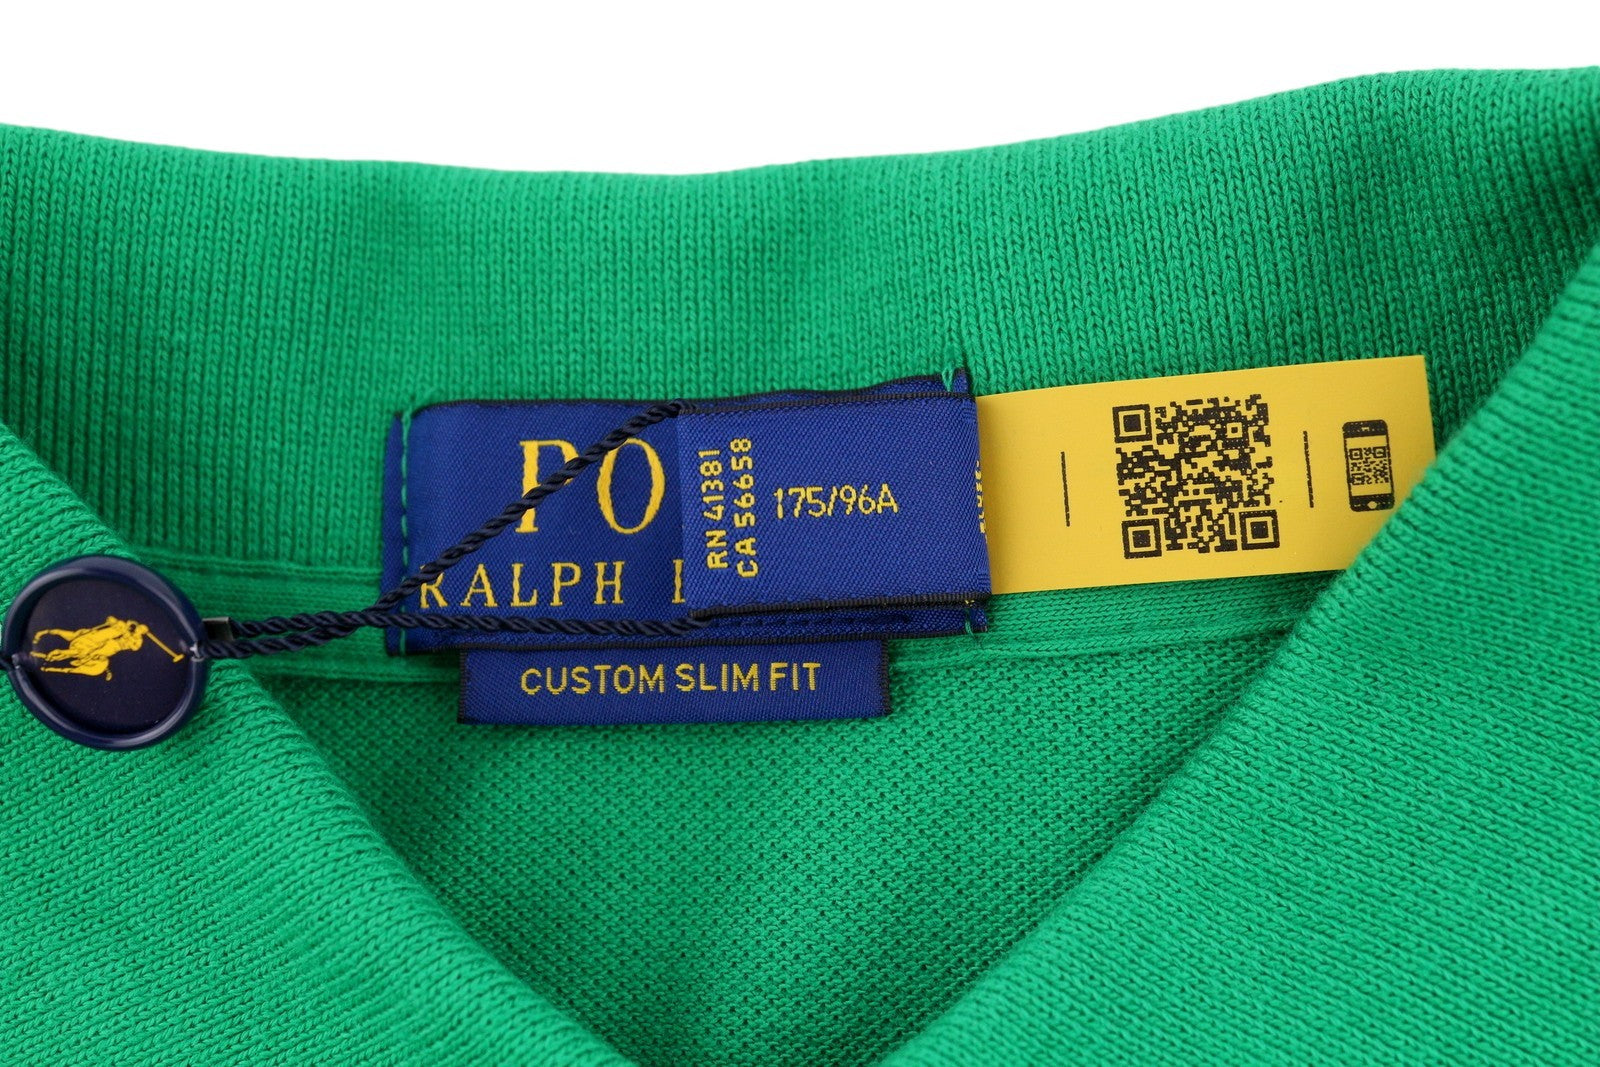 PO
RALPH L
RN 41381
CA 56658
175/96A
CUSTOM SLIM FIT